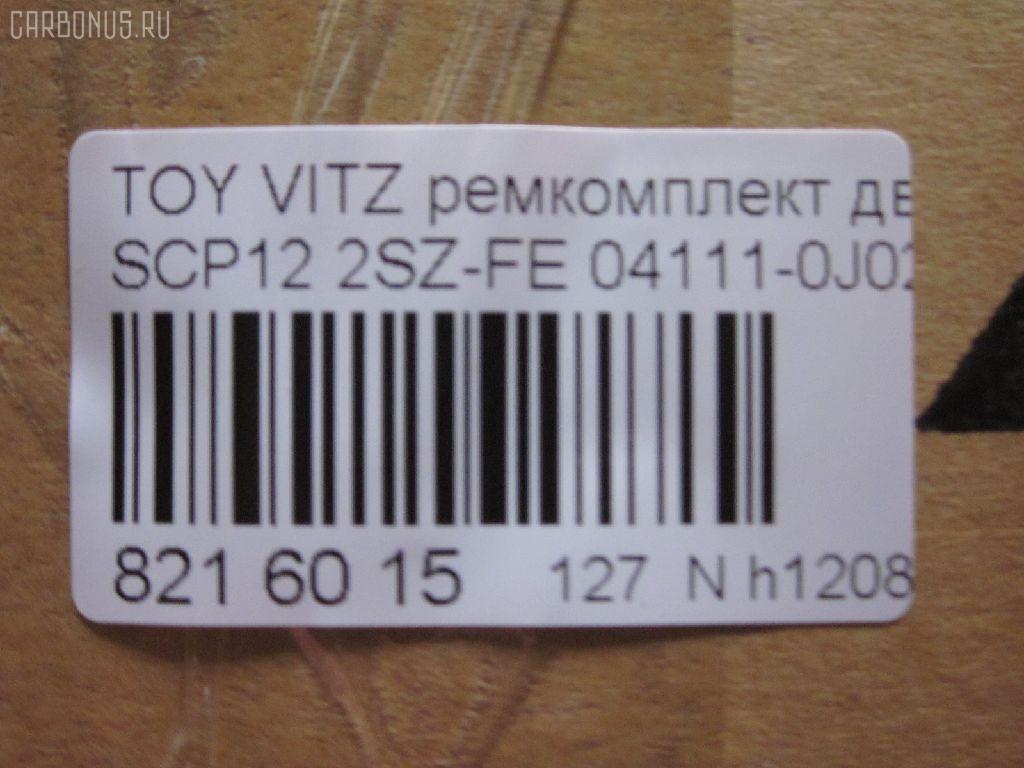 CARBONUS.RU
TOY VITZ ремкомплект дв
SCP12 2SZ-FE 04111-0J02
821 60 15 127 N h1208